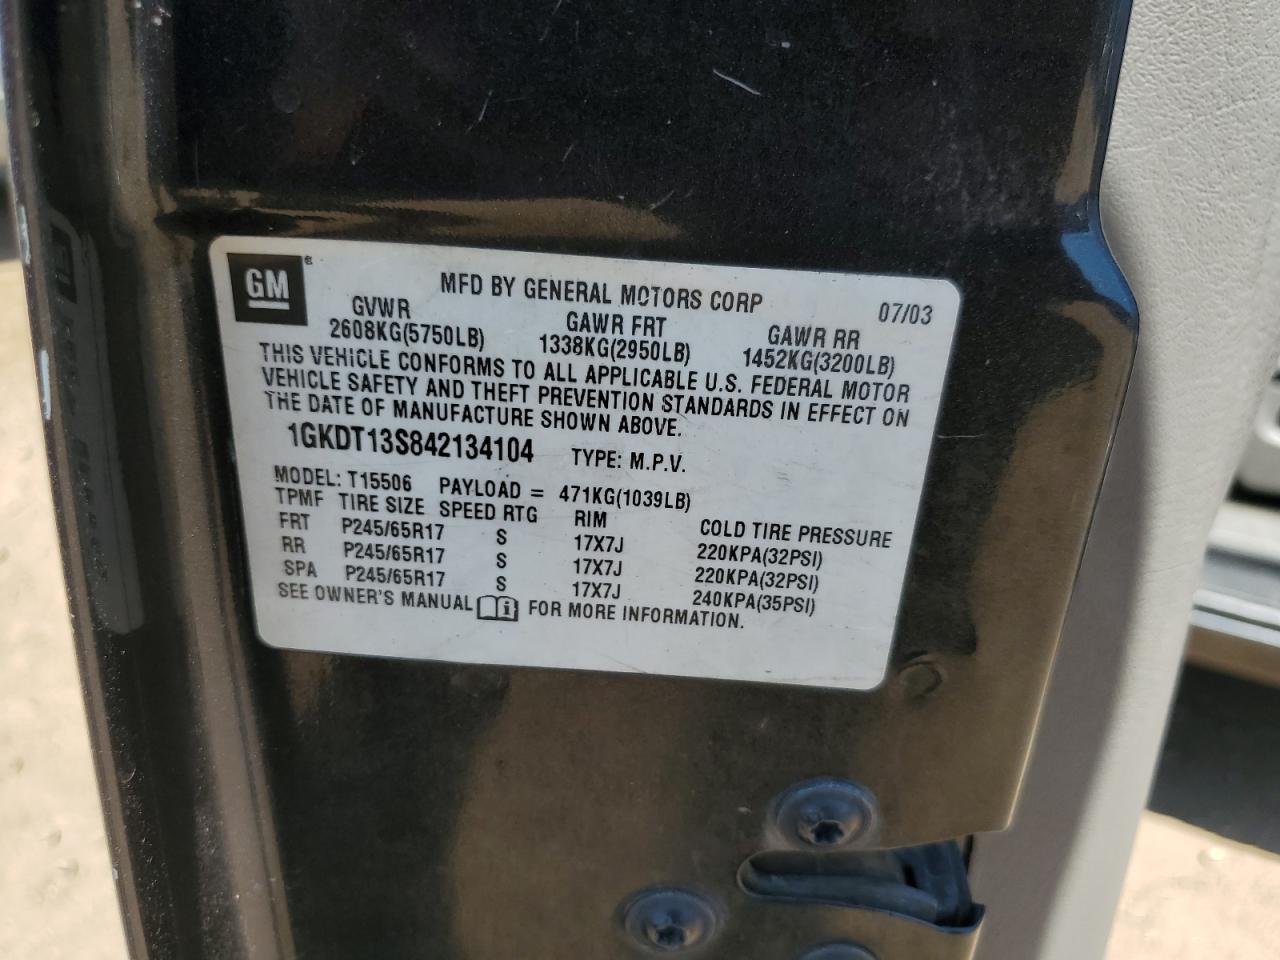 GM ®
MFD BY GENERAL MOTORS CORP 07/03
GVWR GAWR FRT GAWR RR
2608KG(5750LB) 1338KG(2950LB) 1452KG(3200LB)
THIS VEHICLE CONFORMS TO ALL APPLICABLE U.S. FEDERAL MOTOR
VEHICLE SAFETY AND THEFT PREVENTION STANDARDS IN EFFECT ON
THE DATE OF MANUFACTURE SHOWN ABOVE.
1GKDT13S842134104 TYPE: M.P.V.
MODEL: T15506 PAYLOAD = 471KG(1039LB)
TPMF TIRE SIZE SPEED RTG RIM COLD TIRE PRESSURE
FRT P245/65R17 S 17X7J 220KPA(32PSI)
RR P245/65R17 S 17X7J 220KPA(32PSI)
SPA P245/65R17 S 17X7J 240KPA(35PSI)
SEE OWNER'S MANUAL i FOR MORE INFORMATION.